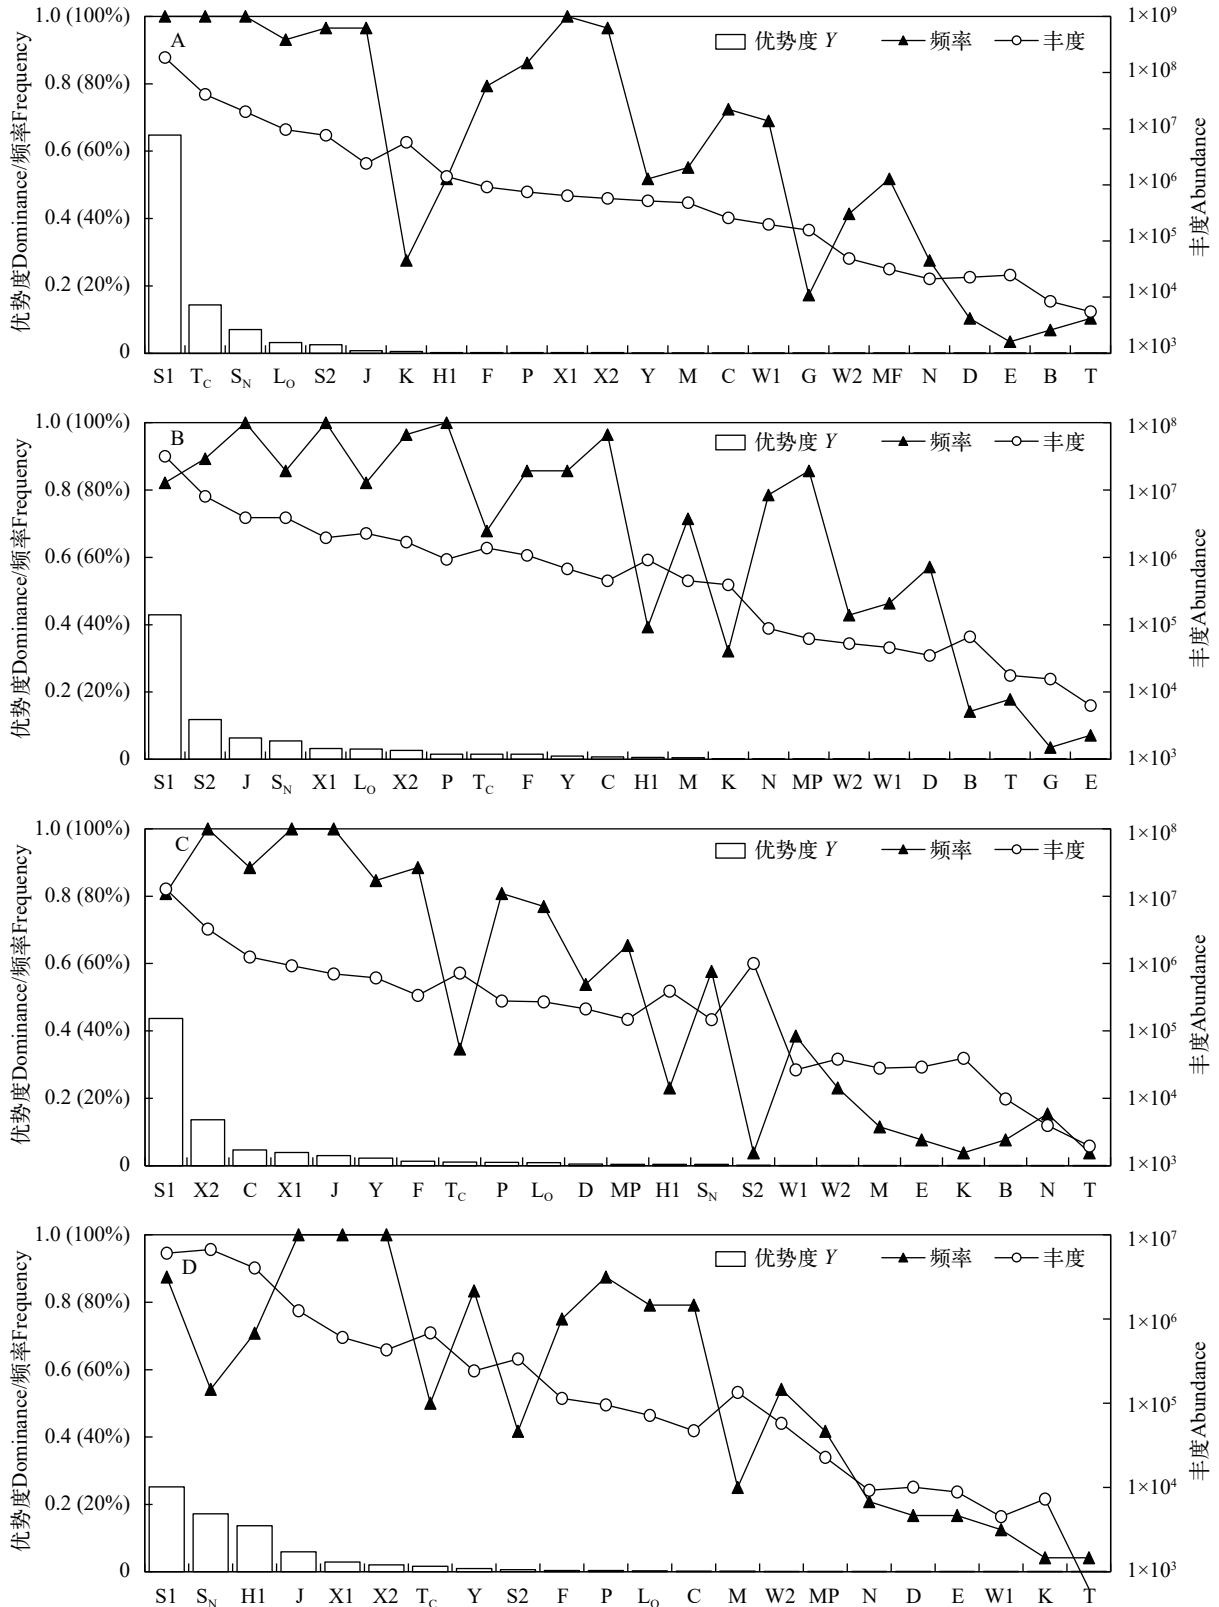 1.0 (100%)
0.8 (80%)
0.6 (60%)
0.4 (40%)
0.2 (20%)
0
优势度Dominance/频率Frequency
A
优势度 Y
频率
丰度
1×10⁹
1×10⁸
1×10⁷
1×10⁶
1×10⁵
1×10⁴
1×10³
丰度Abundance
S1 T_C S_N L_O S2 J K H1 F P X1 X2 Y M C W1 G W2 MF N D E B T
1.0 (100%)
0.8 (80%)
0.6 (60%)
0.4 (40%)
0.2 (20%)
0
优势度Dominance/频率Frequency
B
优势度 Y
频率
丰度
1×10⁸
1×10⁷
1×10⁶
1×10⁵
1×10⁴
1×10³
丰度Abundance
S1 S2 J S_N X1 L_O X2 P T_C F Y C H1 M K N MP W2 W1 D B T G E
1.0 (100%)
0.8 (80%)
0.6 (60%)
0.4 (40%)
0.2 (20%)
0
优势度Dominance/频率Frequency
C
优势度 Y
频率
丰度
1×10⁸
1×10⁷
1×10⁶
1×10⁵
1×10⁴
1×10³
丰度Abundance
S1 X2 C X1 J Y F T_C P L_O D MP H1 S_N S2 W1 W2 M E K B N T
1.0 (100%)
0.8 (80%)
0.6 (60%)
0.4 (40%)
0.2 (20%)
0
优势度Dominance/频率Frequency
D
优势度 Y
频率
丰度
1×10⁷
1×10⁶
1×10⁵
1×10⁴
1×10³
丰度Abundance
S1 S_N H1 J X1 X2 T_C Y S2 F P L_O C M W2 MP N D E W1 K T